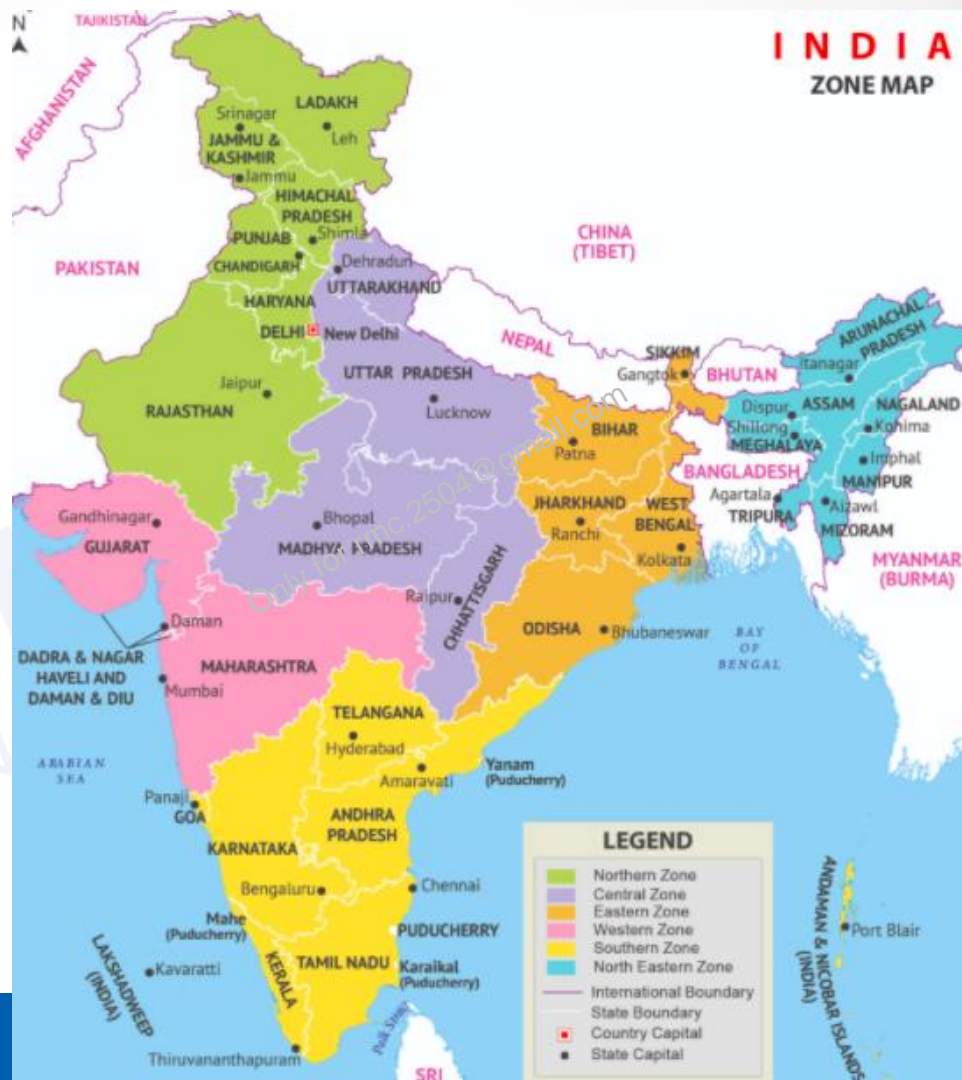 N
TAJIKISTAN
INDIA
ZONE MAP
AFGHANISTAN
LADAKH
Srinagar
Leh
JAMMU &
KASHMIR
Jammu
HIMACHAL
PRADESH
Shimla
PUNJAB
CHANDIGARH
CHINA
(TIBET)
PAKISTAN
Dehradun
UTTARAKHAND
HARYANA
DELHI
New Delhi
NEPAL
SIKKIM
Gangtok
BHUTAN
ARUNACHAL
PRADESH
Itanagar
Jaipur
RAJASTHAN
UTTAR PRADESH
Lucknow
BIHAR
Patna
Dispur
ASSAM
NAGALAND
Shillong
Kohima
MEGHALAYA
Imphal
MANIPUR
BANGLADESH
Agartala
TRIPURA
Aizawl
MIZORAM
MYANMAR
(BURMA)
Gandhinagar
GUJARAT
Bhopal
MADHYA PRADESH
JHARKHAND
Ranchi
WEST
BENGAL
Kolkata
Raipur
CHHATTISGARH
ODISHA
Bhubaneswar
BAY
OF
BENGAL
Daman
DADRA & NAGAR
HAVELI AND
DAMAN & DIU
MAHARASHTRA
Mumbai
TELANGANA
Hyderabad
ARABIAN
SEA
Amaravati
Yanam
(Puducherry)
Panaji
GOA
ANDHRA
PRADESH
KARNATAKA
Bengaluru
Chennai
Mahe
(Puducherry)
PUDUCHERRY
LAKSHADWEEP
(INDIA)
Kavaratti
KERALA
TAMIL NADU
Karaikal
(Puducherry)
Palk Strait
Thiruvananthapuram
SRI
LEGEND
Northern Zone
Central Zone
Eastern Zone
Western Zone
Southern Zone
North Eastern Zone
International Boundary
State Boundary
Country Capital
State Capital
ANDAMAN & NICOBAR ISLANDS
(INDIA)
Port Blair